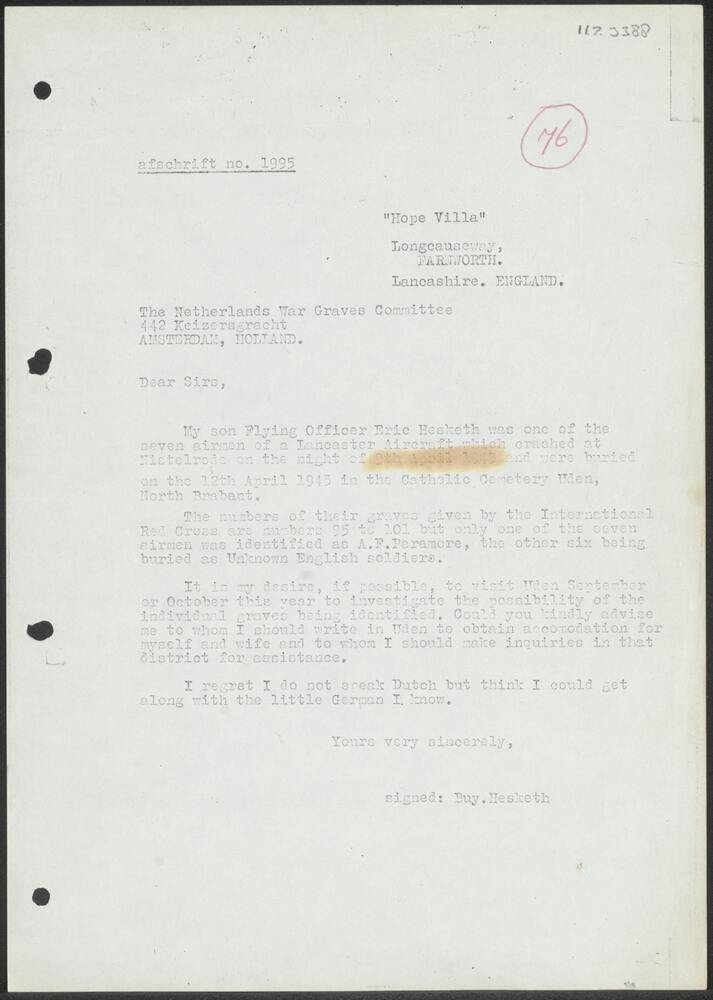 112 3388
76
afschrift no. 1995
"Hope Villa"
Longcauseway,
FARNWORTH.
Lancashire. ENGLAND.
The Netherlands War Graves Committee
442 Keizersgracht
AMSTERDAM, HOLLAND.
Dear Sirs,
My son Flying Officer Eric Hesketh was one of the
seven airmen of a Lancaster Aircraft which crashed at
Nistelrode on the night of 8th April 1943 and were buried
on the 12th April 1943 in the Catholic Cemetery Uden,
North Brabant.
The numbers of their graves given by the International
Red Cross are numbers 95 to 101 but only one of the seven
airmen was identified as A.F.Paramore, the other six being
buried as Unknown English soldiers.
It is my desire, if possible, to visit Uden September
or October this year to investigate the possibility of the
individual graves being identified. Could you kindly advise
me to whom I should write in Uden to obtain accomodation for
myself and wife and to whom I should make inquiries in that
district for assistance.
I regret I do not speak Dutch but think I could get
along with the little German I know.
Yours very sincerely,
signed: Buy.Hesketh